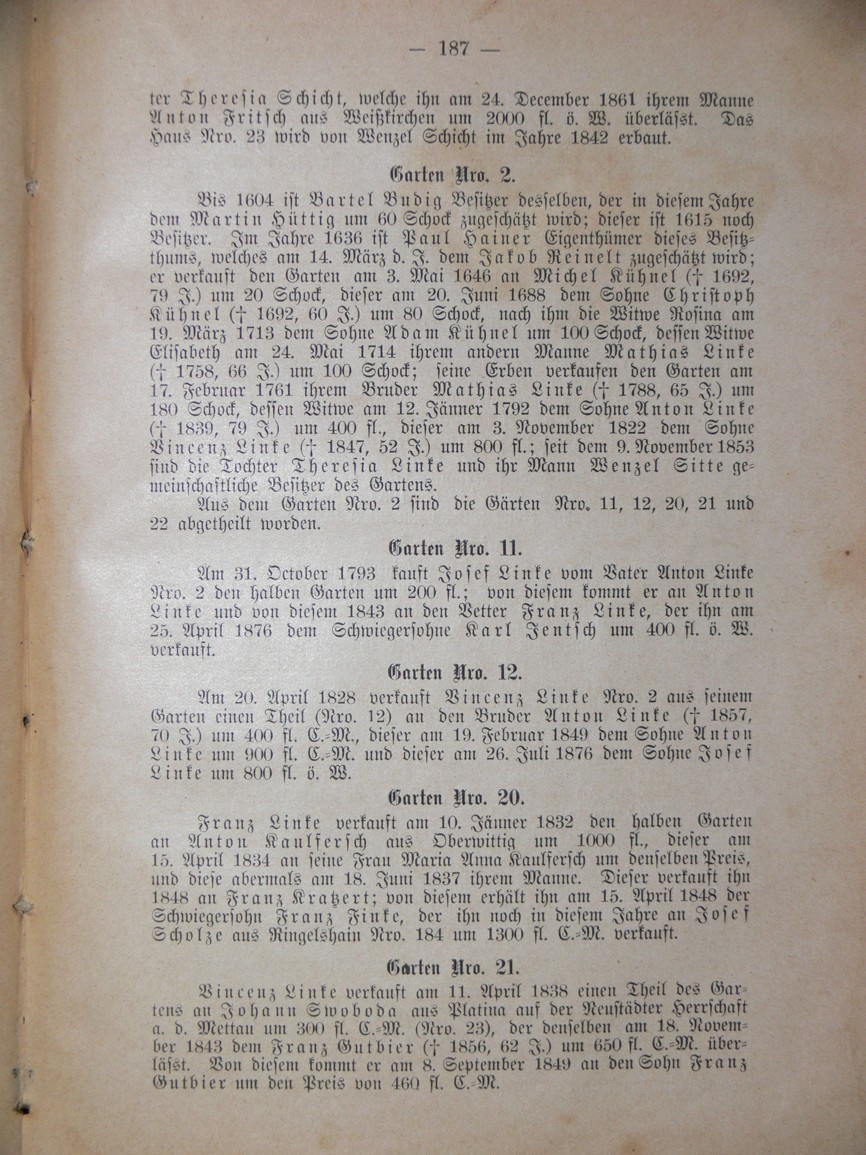 — 187 —
ter Theresia Schicht, welche ihn am 24. December 1861 ihrem Manne
Anton Fritsch aus Weißkirchen um 2000 fl. ö. W. überläſst. Das
Haus Nro. 23 wird von Wenzel Schicht im Jahre 1842 erbaut.
Garten Nro. 2.
Bis 1604 ist Bartel Bubig Besitzer desselben, der in diesem Jahre
dem Martin Hüttig um 60 Schock zugeschätzt wird; dieser ist 1615 noch
Besitzer. Im Jahre 1636 ist Paul Hainer Eigenthümer dieses Besitz-
thums, welches am 14. März d. J. dem Jakob Reinelt zugeschätzt wird;
er verkauft den Garten am 3. Mai 1646 an Michel Kühnel († 1692,
79 J.) um 20 Schock, dieser am 20. Juni 1688 dem Sohne Christoph
Kühnel († 1692, 60 J.) um 80 Schock, nach ihm die Witwe Rosina am
19. März 1713 dem Sohne Adam Kühnel um 100 Schock, dessen Witwe
Elisabeth am 24. Mai 1714 ihrem andern Manne Mathias Linke
(† 1758, 66 J.) um 100 Schock; seine Erben verkaufen den Garten am
17. Februar 1761 ihrem Bruder Mathias Linke († 1788, 65 J.) um
180 Schock, dessen Witwe am 12. Jänner 1792 dem Sohne Anton Linke
(† 1839, 79 J.) um 400 fl., dieser am 3. November 1822 dem Sohne
Vincenz Linke († 1847, 52 J.) um 800 fl.; seit dem 9. November 1853
sind die Tochter Theresia Linke und ihr Mann Wenzel Sitte ge-
meinschaftliche Besitzer des Gartens.
Aus dem Garten Nro. 2 sind die Gärten Nro. 11, 12, 20, 21 und
22 abgetheilt worden.
Garten Nro. 11.
Am 31. October 1793 kauft Josef Linke vom Vater Anton Linke
Nro. 2 den halben Garten um 200 fl.; von diesem kommt er an Anton
Linke und von diesem 1843 an den Vetter Franz Linke, der ihn am
25. April 1876 dem Schwiegersohne Karl Jentsch um 400 fl. ö. W.
verkauft.
Garten Nro. 12.
Am 20. April 1828 verkauft Vincenz Linke Nro. 2 aus seinem
Garten einen Theil (Nro. 12) an den Bruder Anton Linke († 1857,
70 J.) um 400 fl. C.-M., dieser am 19. Februar 1849 dem Sohne Anton
Linke um 900 fl. C.-M. und dieser am 26. Juli 1876 dem Sohne Josef
Linke um 800 fl. ö. W.
Garten Nro. 20.
Franz Linke verkauft am 10. Jänner 1832 den halben Garten
an Anton Kaulfersch aus Oberwittig um 1000 fl., dieser am
15. April 1834 an seine Frau Maria Anna Kaulfersch um denselben Preis,
und diese abermals am 18. Juni 1837 ihrem Manne. Dieser verkauft ihn
1848 an Franz Kratzert; von diesem erhält ihn am 15. April 1848 der
Schwiegersohn Franz Finke, der ihn noch in diesem Jahre an Josef
Scholze aus Ringelshain Nro. 184 um 1300 fl. C.-M. verkauft.
Garten Nro. 21.
Vincenz Linke verkauft am 11. April 1838 einen Theil des Gar-
tens an Johann Swoboda aus Platina auf der Neustädter Herrschaft
a. d. Mettau um 300 fl. C.-M. (Nro. 23), der denselben am 18. Novem-
ber 1843 dem Franz Gutbier († 1856, 62 J.) um 650 fl. C.-M. über-
läſst. Von diesem kommt er am 8. September 1849 an den Sohn Franz
Gutbier um den Preis von 460 fl. C.-M.